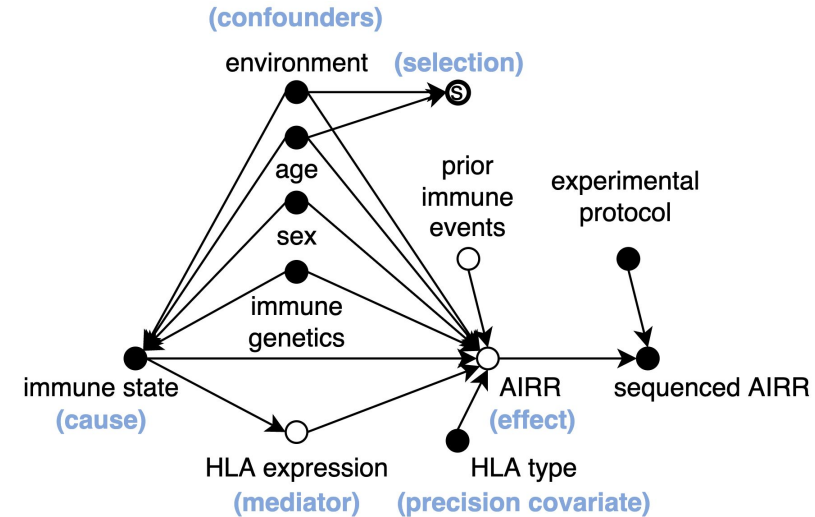 (confounders)
environment (selection)
S
age
prior
immune
events
experimental
protocol
sex
immune
genetics
immune state
(cause)
AIRR
(effect)
sequenced AIRR
HLA expression
(mediator)
HLA type
(precision covariate)